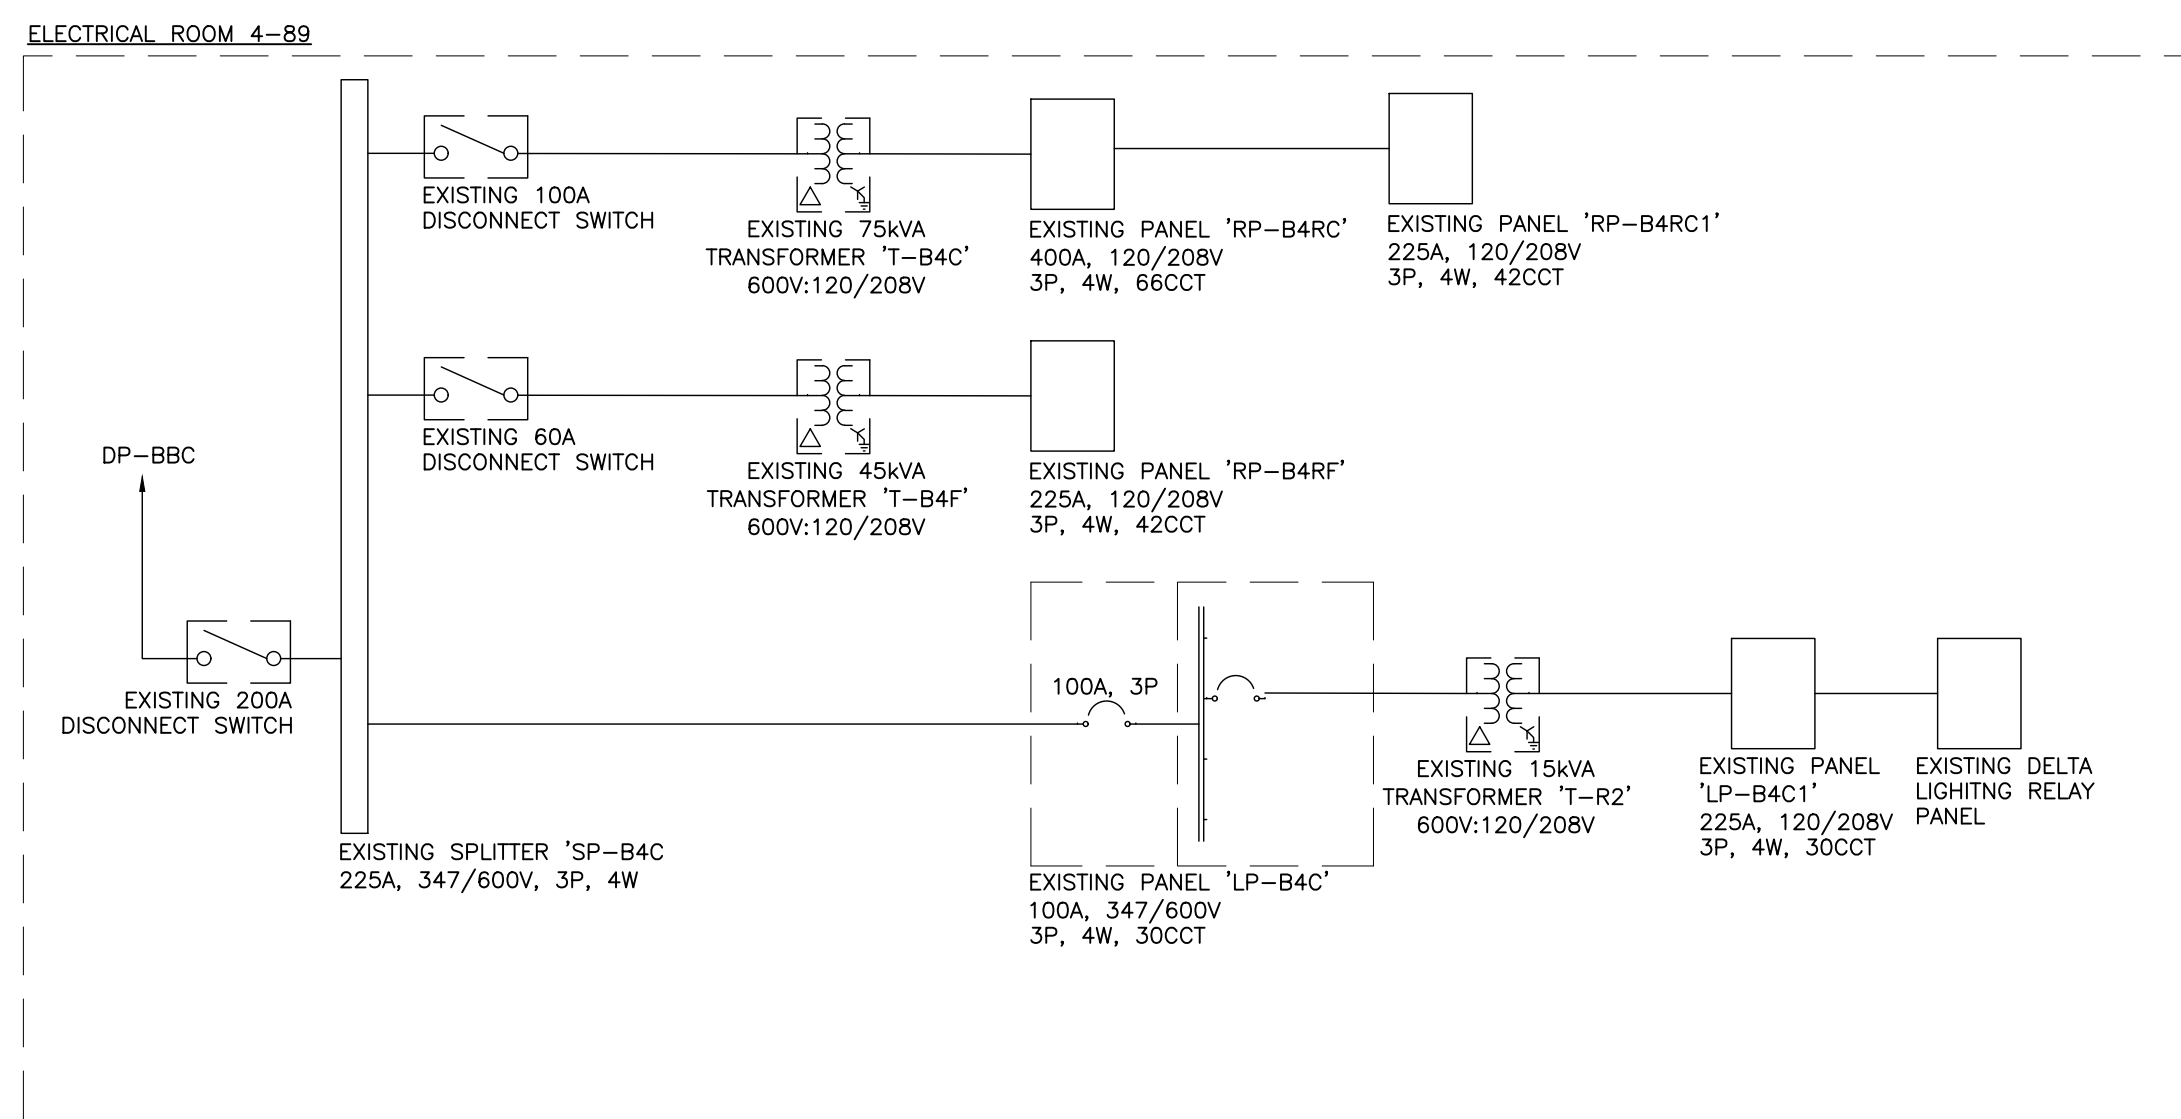 ELECTRICAL ROOM 4-89
EXISTING 100A
DISCONNECT SWITCH
EXISTING 75kVA
TRANSFORMER 'T-B4C'
600V:120/208V
EXISTING PANEL 'RP-B4RC'
400A, 120/208V
3P, 4W, 66CCT
EXISTING PANEL 'RP-B4RC1'
225A, 120/208V
3P, 4W, 42CCT
EXISTING 60A
DISCONNECT SWITCH
EXISTING 45kVA
TRANSFORMER 'T-B4F'
600V:120/208V
EXISTING PANEL 'RP-B4RF'
225A, 120/208V
3P, 4W, 42CCT
DP-BBC
EXISTING 200A
DISCONNECT SWITCH
EXISTING SPLITTER 'SP-B4C
225A, 347/600V, 3P, 4W
100A, 3P
EXISTING PANEL 'LP-B4C'
100A, 347/600V
3P, 4W, 30CCT
EXISTING 15kVA
TRANSFORMER 'T-R2'
600V:120/208V
EXISTING PANEL
'LP-B4C1'
225A, 120/208V
3P, 4W, 30CCT
EXISTING DELTA
LIGHITNG RELAY
PANEL